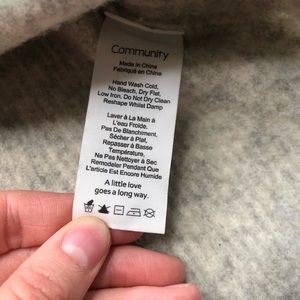 Community
Made in China
Fabriqué en China
Hand Wash Cold,
No Bleach, Dry Flat,
Low Iron, Do Not Dry Clean
Reshape Whilst Damp
Laver à La Main à
L'eau Froide,
Pas De Blanchiment,
Sécher à Plat,
Repasser à Basse
Température,
Ne Pas Nettoyer à Sec
Remodeler Pendant Que
L'article Est Encore Humide
A little love
goes a long way.